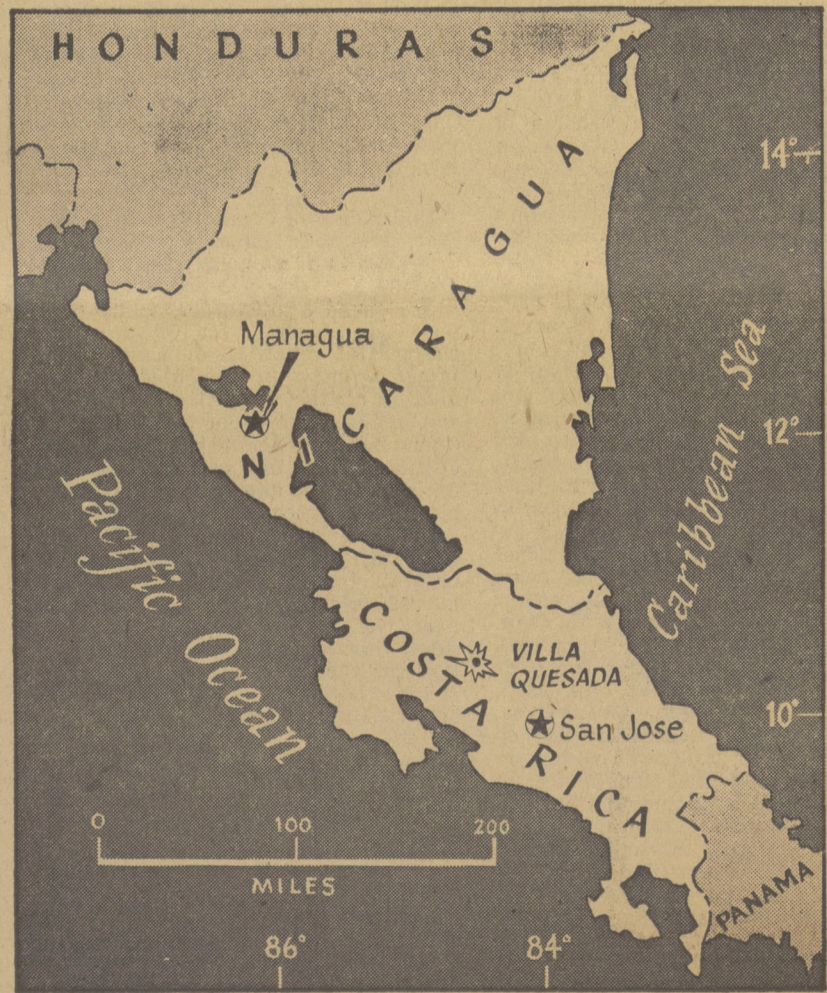 HONDURAS
14°
NICARAGUA
Managua
Caribbean Sea
12°
Pacific Ocean
COSTA RICA
VILLA
QUESADA
10°
San Jose
0 100 200
MILES
PANAMA
86° 84°